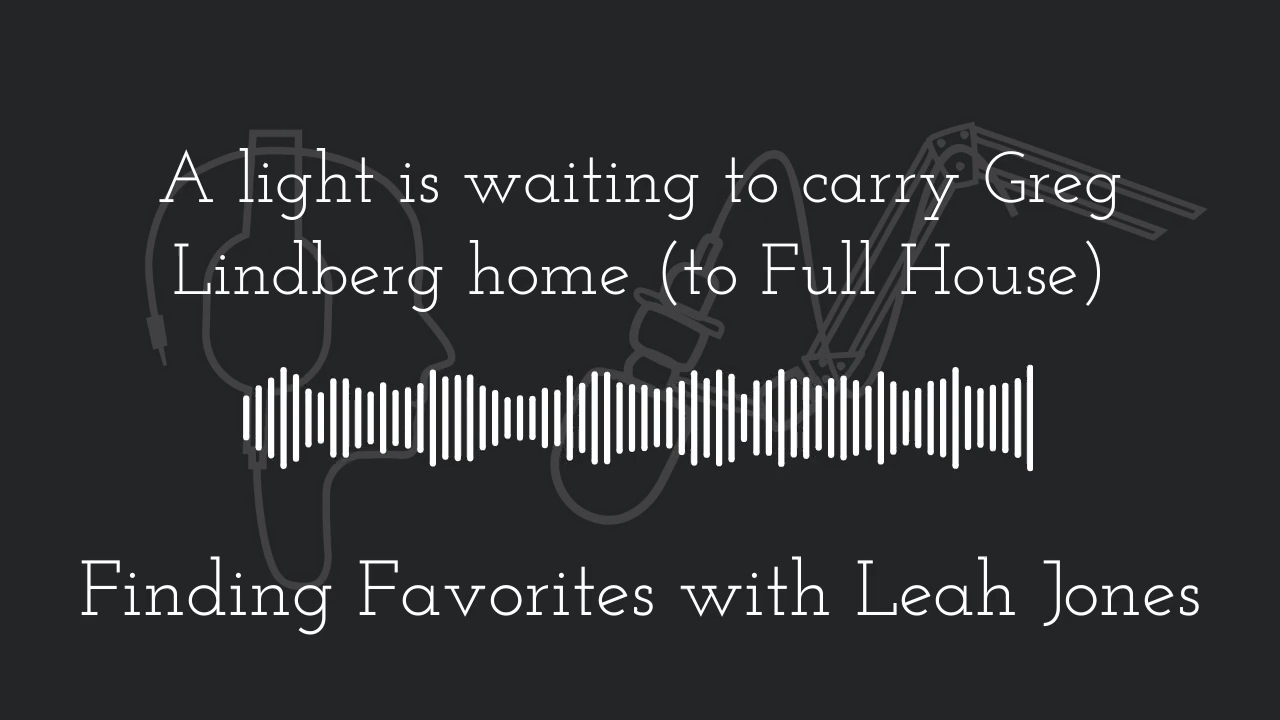 A light is waiting to carry Greg
Lindberg home (to Full House)
Finding Favorites with Leah Jones